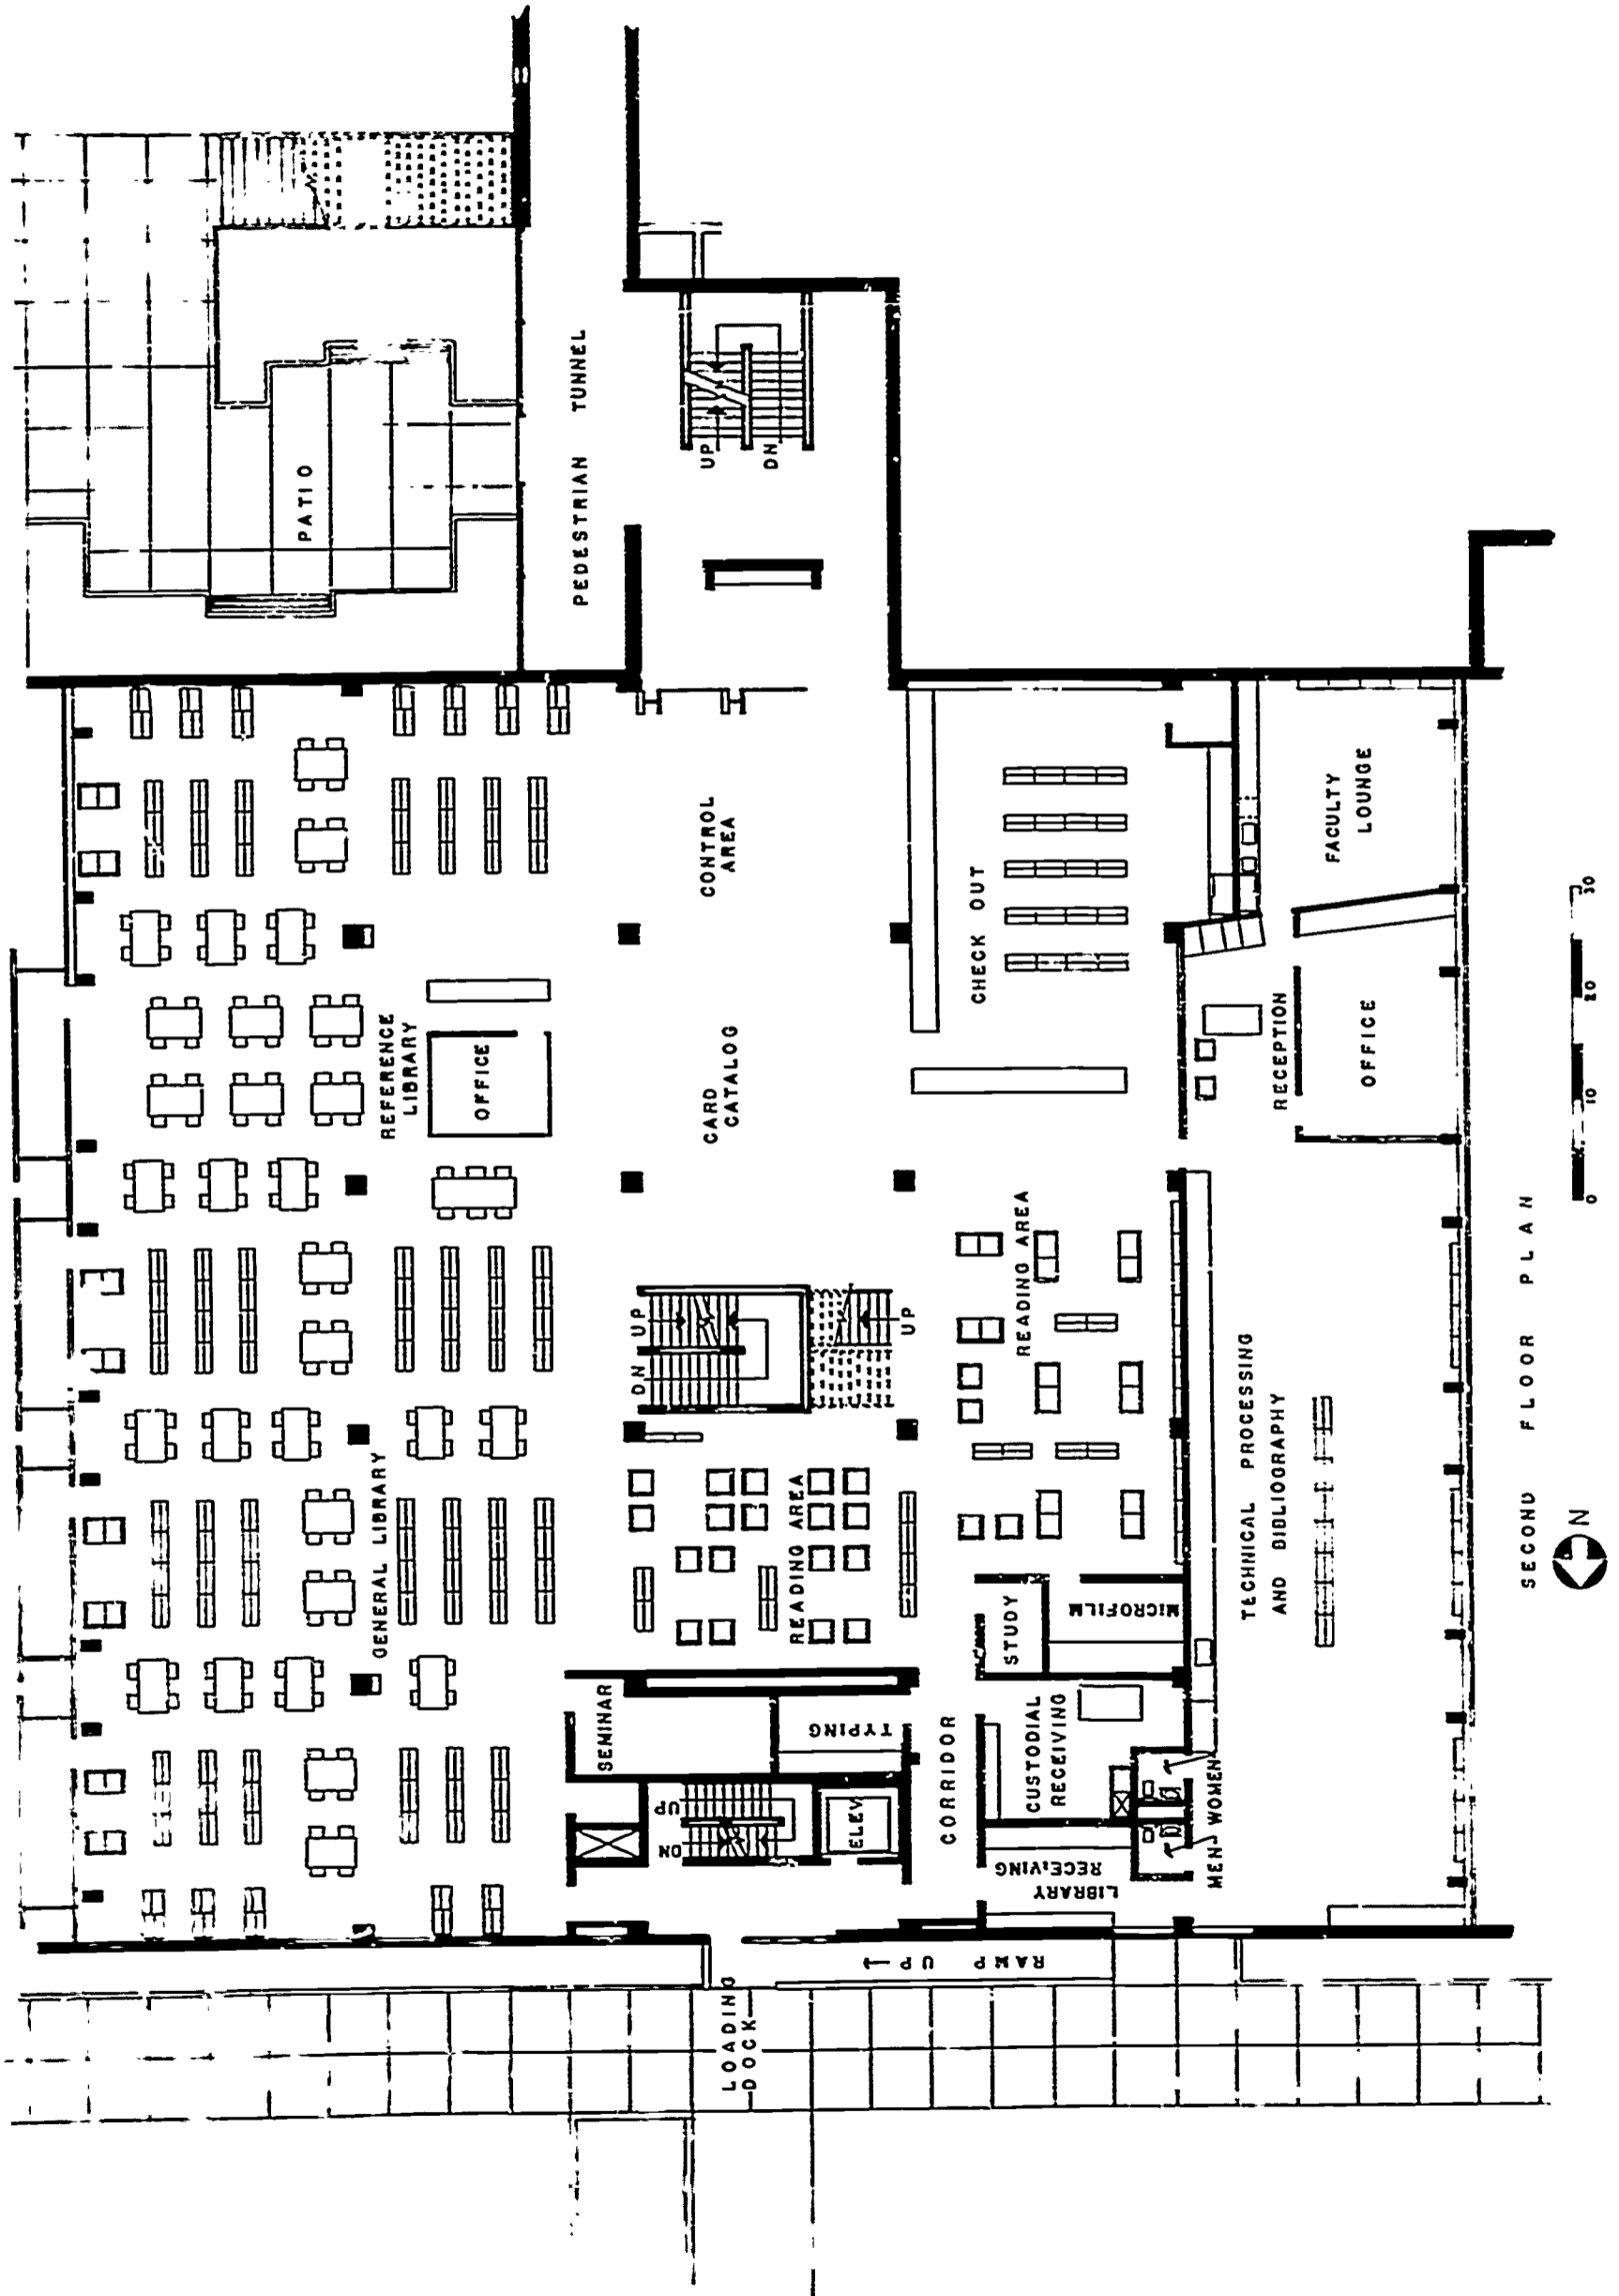 PATIO
PEDESTRIAN TUNNEL
UP
DN
CONTROL
AREA
CHECK OUT
FACULTY
LOUNGE
REFERENCE
LIBRARY
OFFICE
CARD
CATALOG
RECEPTION
OFFICE
READING AREA
DN UP
UP
GENERAL LIBRARY
READING AREA
STUDY
MICROFILM
TECHNICAL PROCESSING
AND BIBLIOGRAPHY
SEMINAR
TYPING
CORRIDOR
CUSTODIAL
RECEIVING
UP
DN
ELEV
LIBRARY
RECEIVING
MEN WOMEN
RAMP UP
LOADING
DOCK
SECOND FLOOR PLAN
N
0 10 20 30